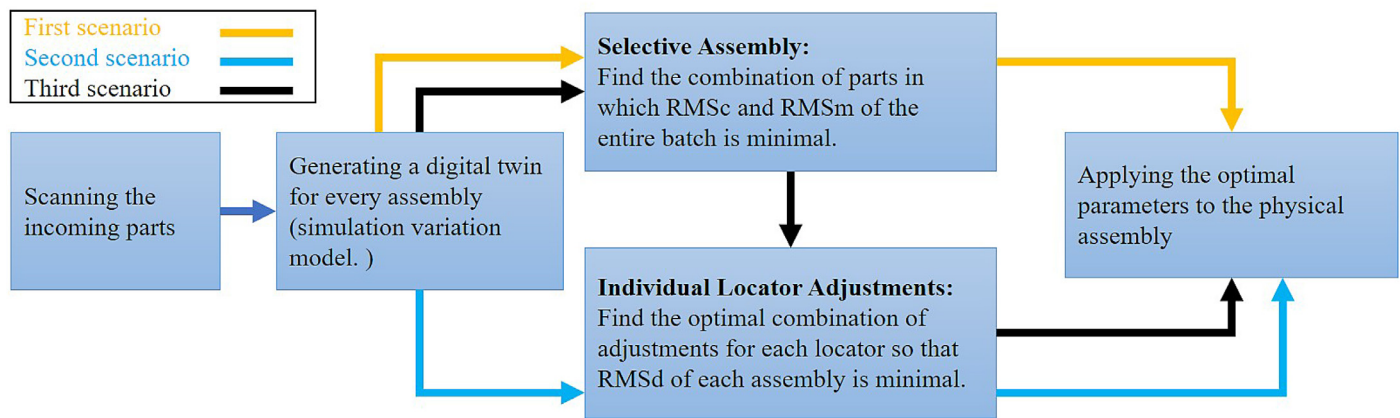 First scenario
Second scenario
Third scenario
Scanning the
incoming parts
Generating a digital twin
for every assembly
(simulation variation
model. )
Selective Assembly:
Find the combination of parts in
which RMSc and RMSm of the
entire batch is minimal.
Individual Locator Adjustments:
Find the optimal combination of
adjustments for each locator so that
RMSd of each assembly is minimal.
Applying the optimal
parameters to the physical
assembly